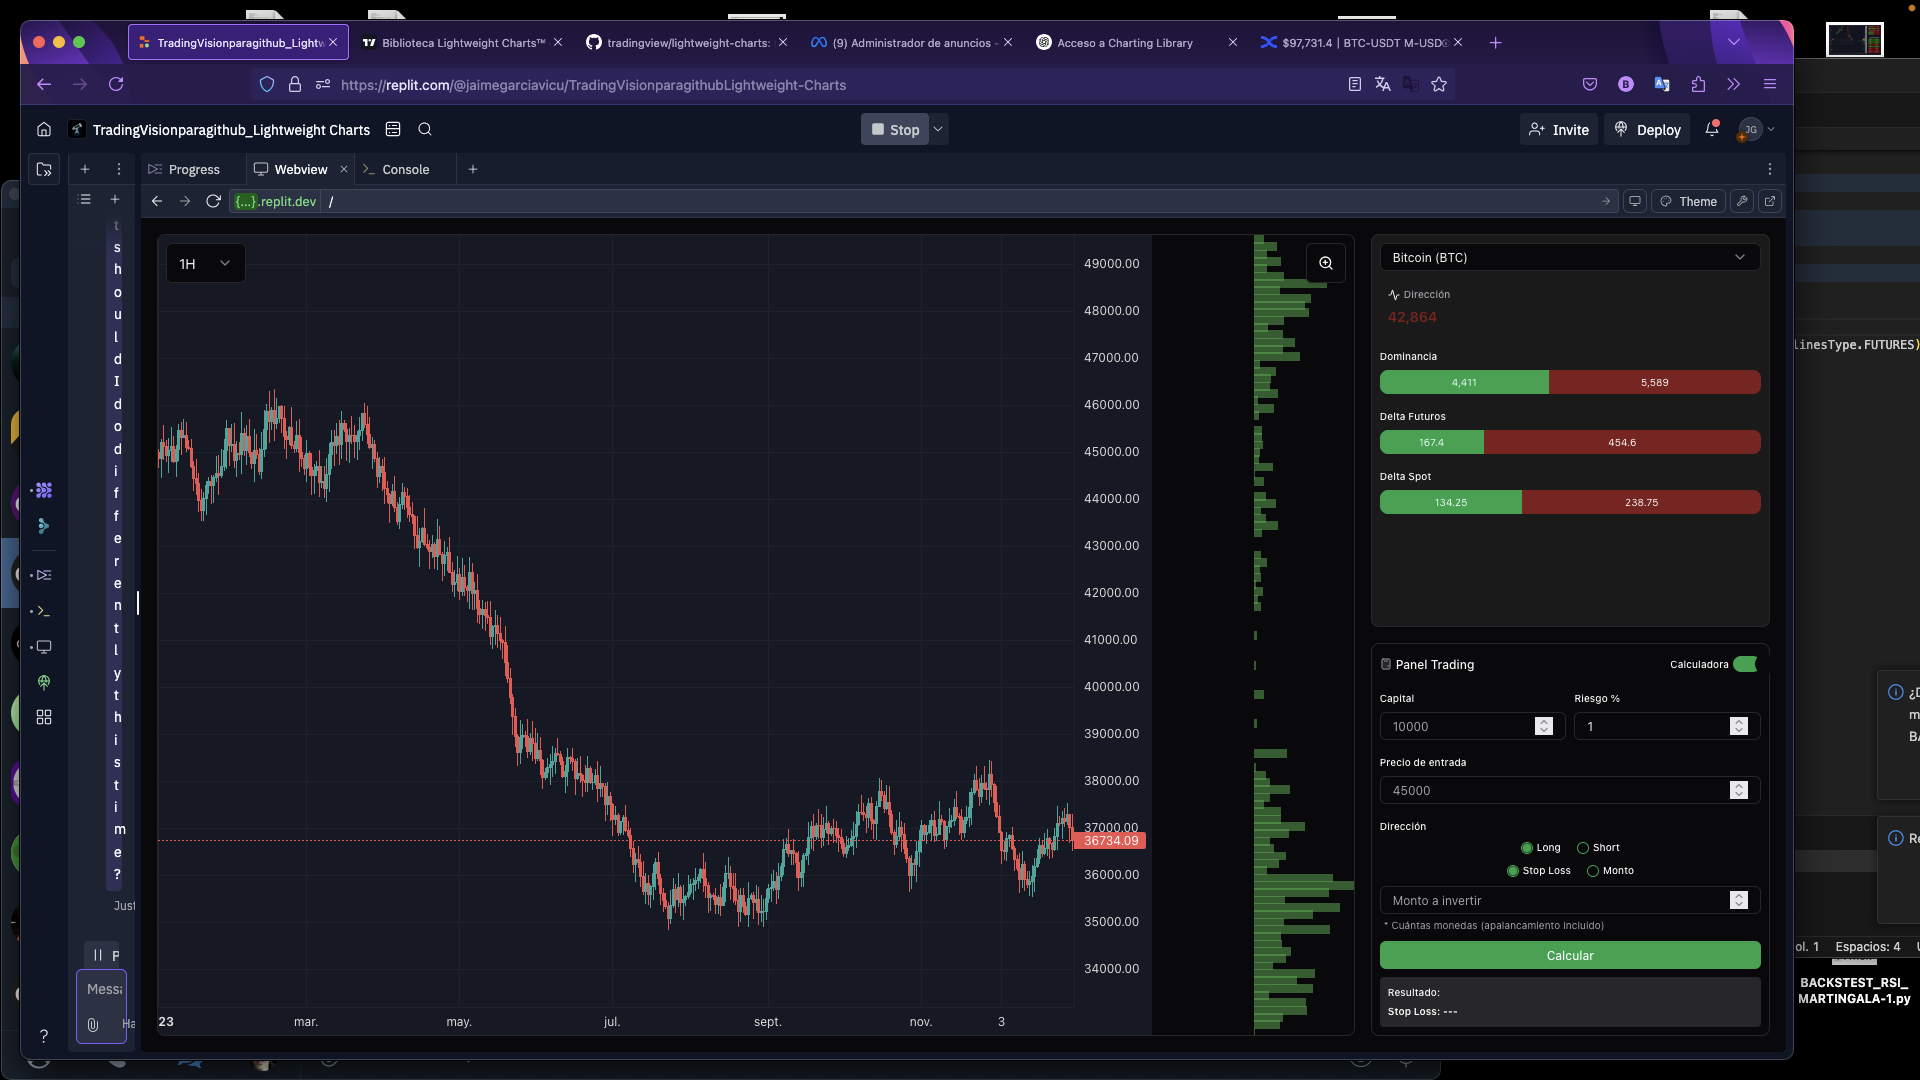 TradingVisionparagithub_Lightw
Biblioteca Lightweight Charts™
tradingview/lightweight-charts:
(9) Administrador de anuncios -
Acceso a Charting Library
$97,731.4 | BTC-USDT M-USD
https://replit.com/@jaimegarciavicu/TradingVisionparagithubLightweight-Charts
TradingVisionparagithub_Lightweight Charts
Stop
Invite
Deploy
JG
Progress
Webview
Console
{...}.replit.dev
/
Theme
t
s
h
o
u
l
d
I
d
o
d
i
f
f
e
r
e
n
t
l
y
t
h
i
s
t
i
m
e
?
Just
P
Messa
Ha
?
1H
49000.00
48000.00
47000.00
46000.00
45000.00
44000.00
43000.00
42000.00
41000.00
40000.00
39000.00
38000.00
37000.00
36734.09
36000.00
35000.00
34000.00
23
mar.
may.
jul.
sept.
nov.
3
Bitcoin (BTC)
Dirección
42,864
Dominancia
4,411
5,589
Delta Futuros
167.4
454.6
Delta Spot
134.25
238.75
Panel Trading
Calculadora
Capital
Riesgo %
10000
1
Precio de entrada
45000
Dirección
Long
Short
Stop Loss
Monto
Monto a invertir
* Cuántas monedas (apalancamiento incluido)
Calcular
Resultado:
Stop Loss: ---
linesType.FUTURES)
¿D
m
BA
Re
ol. 1
Espacios: 4
BACKSTEST_RSI_
MARTINGALA-1.py